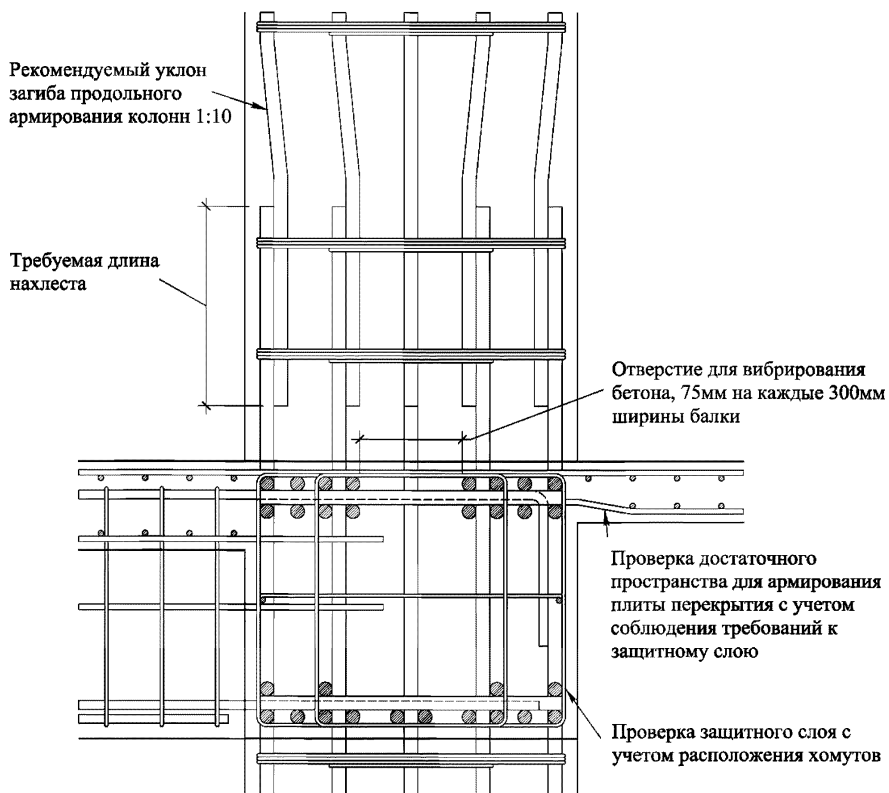 Рекомендуемый уклон
загиба продольного
армирования колонн 1:10
Требуемая длина
нахлеста
Отверстие для вибрирования
бетона, 75мм на каждые 300мм
ширины балки
Проверка достаточного
пространства для армирования
плиты перекрытия с учетом
соблюдения требований к
защитному слою
Проверка защитного слоя с
учетом расположения хомутов